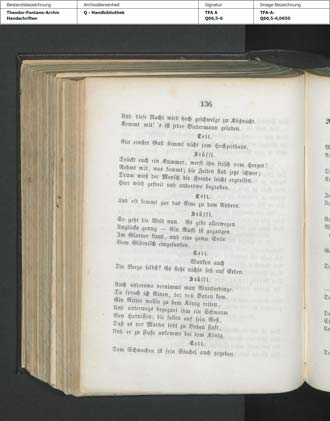 Bestandsbezeichnung Archivalieneinheit Signatur Image-Bezeichnung
Theodor-Fontane-Archiv Q - Handbibliothek TFA A TFA-A-
Handschriften Q66,5-6 Q66,5-6,0650
136
Und diese Nacht wird hoch geschwelgt zu Küßnacht.
Kommt mit! 's ist jeder Biedermann geladen.
Tell.
Ein ernster Gast stimmt nicht zum Hochzeitshaus.
Stüssi.
Drückt euch ein Kummer, werft ihn frisch vom Herzen!
Nehmt mit, was kommt; die Zeiten sind jetzt schwer;
Drum muß der Mensch die Freude leicht ergreifen.
Hier wird gefreit und anderswo begraben.
Tell.
Und oft kommt gar das Eine zu dem Andern.
Stüssi.
So geht die Welt nun. Es gibt allerwegen
Unglücks genug — Ein Ruffi ist gegangen
Im Glarner Land, und eine ganze Seite
Vom Glärnisch eingesunken.
Tell.
Wanken auch
Die Berge selbst? Es steht nichts fest auf Erden.
Stüssi.
Auch anderswo vernimmt man Wunderdinge.
Da sprach ich Einen, der von Baden kam.
Ein Ritter wollte zu dem König reiten,
Und unterwegs begegnet ihm ein Schwarm
Von Hornissen; die fallen auf sein Roß,
Daß es vor Marter todt zu Boden sinkt,
Und er zu Fuße ankommt bei dem König.
Tell.
Dem Schwachen ist sein Stachel auch gegeben.